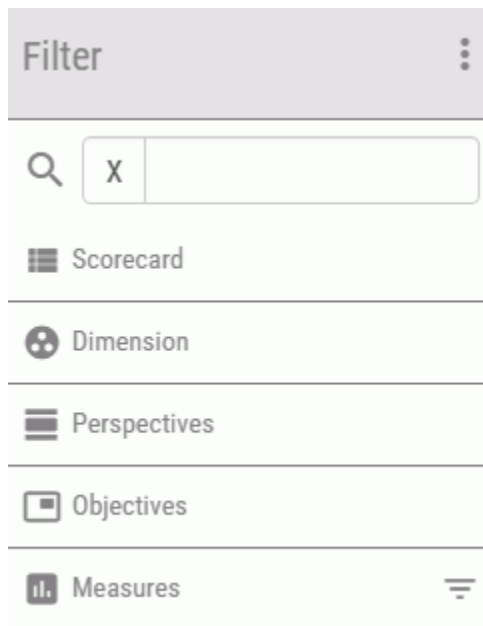 Filter
X
Scorecard
Dimension
Perspectives
Objectives
Measures